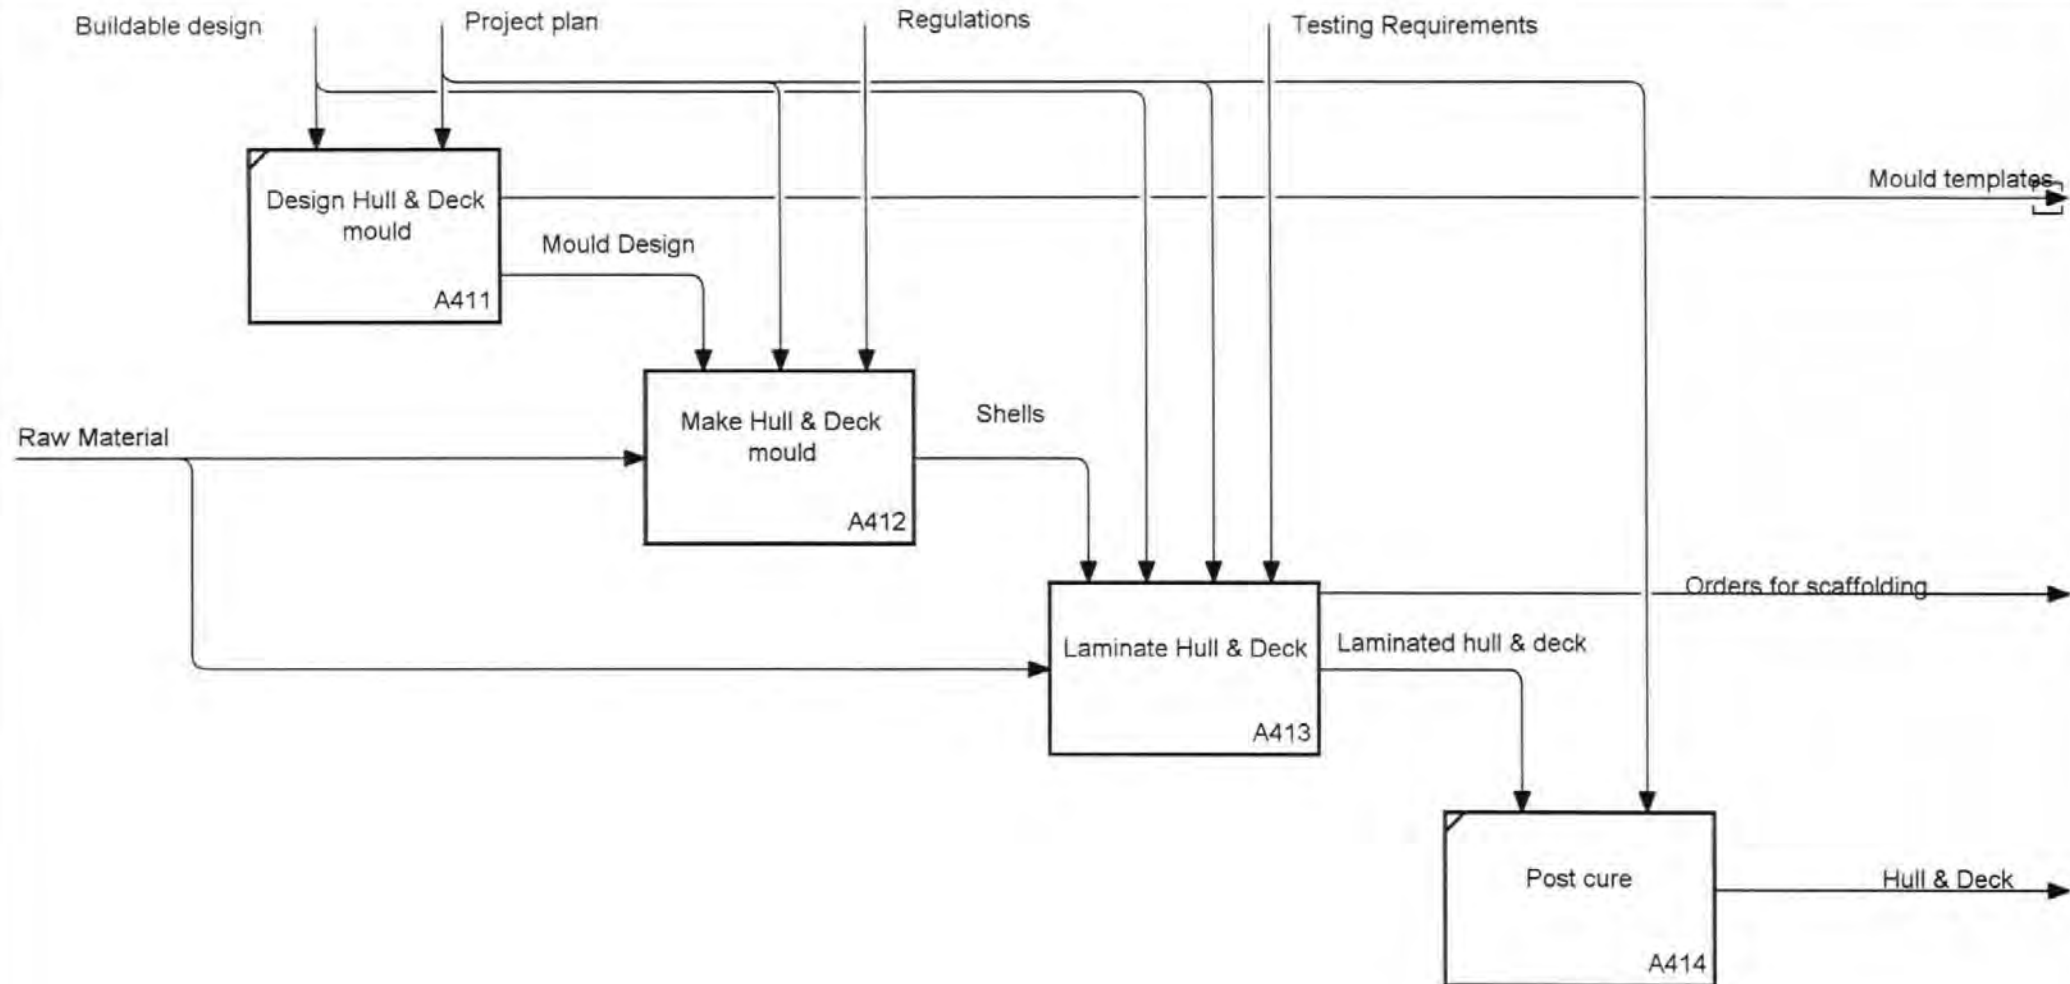 Buildable design
Project plan
Regulations
Testing Requirements
Mould templates
Design Hull & Deck
mould
A411
Mould Design
Raw Material
Make Hull & Deck
mould
A412
Shells
Orders for scaffolding
Laminate Hull & Deck
A413
Laminated hull & deck
Post cure
A414
Hull & Deck